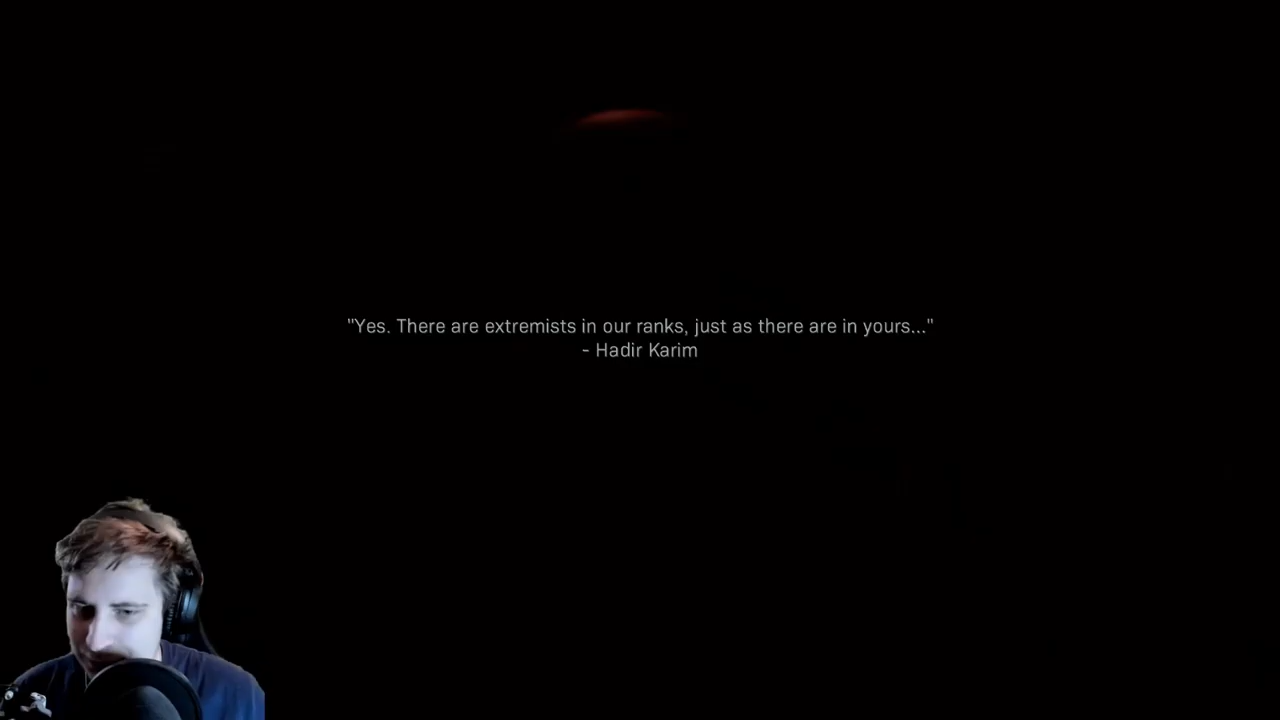 "Yes. There are extremists in our ranks, just as there are in yours..."
- Hadir Karim